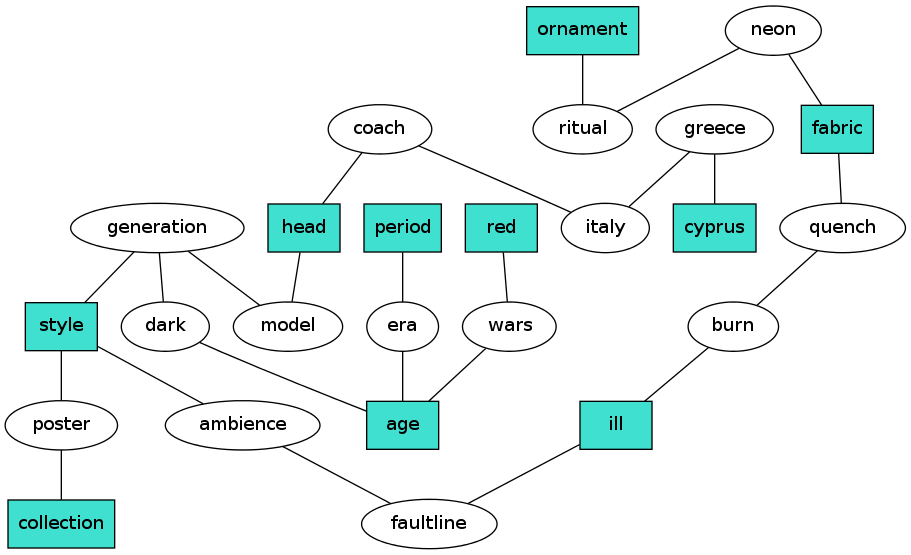 ornament
neon
coach
ritual
greece
fabric
generation
head
period
red
italy
cyprus
quench
style
dark
model
era
wars
burn
poster
ambience
age
ill
collection
faultline